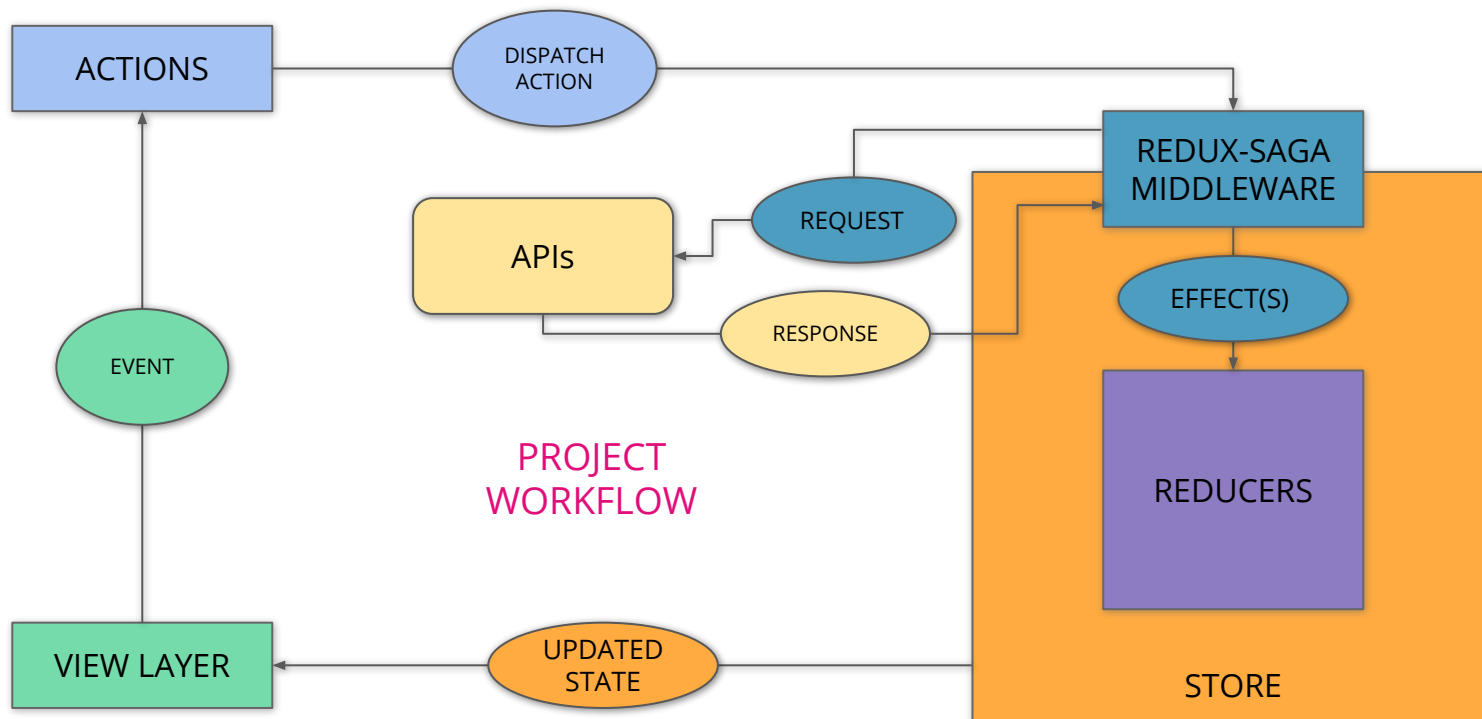 ACTIONS
DISPATCH
ACTION
REDUX-SAGA
MIDDLEWARE
REQUEST
APIs
EFFECT(S)
RESPONSE
EVENT
PROJECT
WORKFLOW
REDUCERS
VIEW LAYER
UPDATED
STATE
STORE